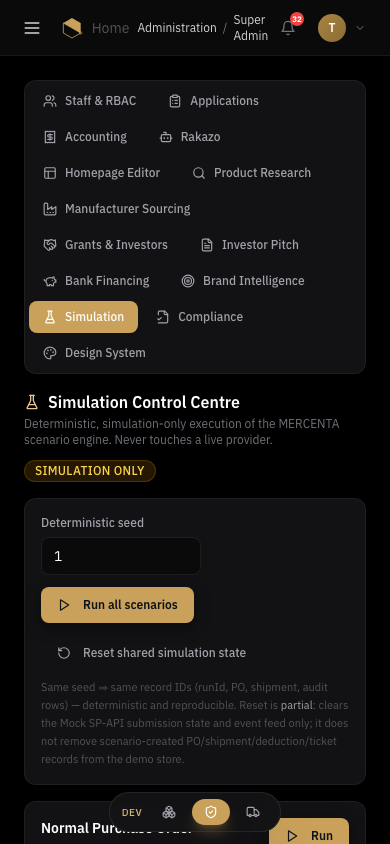 Home Administration / Super Admin 32 T
Staff & RBAC Applications
Accounting Rakazo
Homepage Editor Product Research
Manufacturer Sourcing
Grants & Investors Investor Pitch
Bank Financing Brand Intelligence
Simulation Compliance
Design System
Simulation Control Centre
Deterministic, simulation-only execution of the MERCENTA
scenario engine. Never touches a live provider.
SIMULATION ONLY
Deterministic seed
1
Run all scenarios
Reset shared simulation state
Same seed ⇒ same record IDs (runId, PO, shipment, audit
rows) — deterministic and reproducible. Reset is partial: clears
the Mock SP-API submission state and event feed only; it does
not remove scenario-created PO/shipment/deduction/ticket
records from the demo store.
DEV
Normal Purchase Order Run